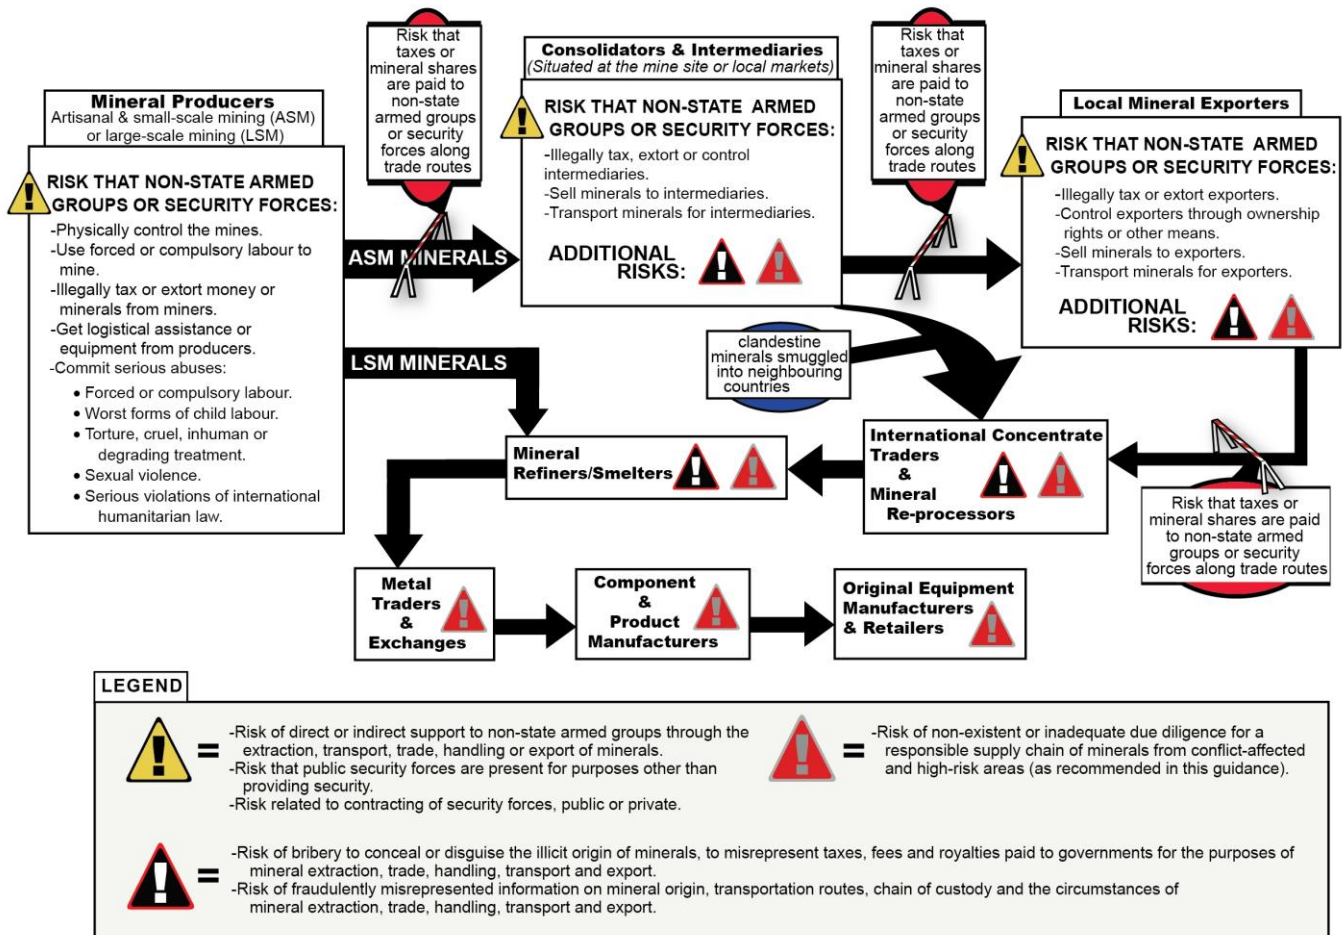 Risk that
taxes or
mineral shares
are paid to
non-state
armed groups
or security
forces along
trade routes
Consolidators & Intermediaries
(Situated at the mine site or local markets)
RISK THAT NON-STATE ARMED
GROUPS OR SECURITY FORCES:
-Illegally tax, extort or control
intermediaries.
-Sell minerals to intermediaries.
-Transport minerals for intermediaries.
ADDITIONAL
RISKS:
Risk that
taxes or
mineral shares
are paid to
non-state
armed groups
or security
forces along
trade routes
Local Mineral Exporters
RISK THAT NON-STATE ARMED
GROUPS OR SECURITY FORCES:
-Illegally tax or extort exporters.
-Control exporters through ownership
rights or other means.
-Sell minerals to exporters.
-Transport minerals for exporters.
ADDITIONAL
RISKS:
Mineral Producers
Artisanal & small-scale mining (ASM)
or large-scale mining (LSM)
RISK THAT NON-STATE ARMED
GROUPS OR SECURITY FORCES:
-Physically control the mines.
-Use forced or compulsory labour to
mine.
-Illegally tax or extort money or
minerals from miners.
-Get logistical assistance or
equipment from producers.
-Commit serious abuses:
• Forced or compulsory labour.
• Worst forms of child labour.
• Torture, cruel, inhuman or
degrading treatment.
• Sexual violence.
• Serious violations of international
humanitarian law.
ASM MINERALS
LSM MINERALS
clandestine
minerals smuggled
into neighbouring
countries
Mineral
Refiners/Smelters
International Concentrate
Traders
&
Mineral
Re-processors
Risk that taxes or
mineral shares are paid
to non-state armed
groups or security
forces along trade routes
Metal
Traders
&
Exchanges
Component
&
Product
Manufacturers
Original Equipment
Manufacturers
& Retailers
LEGEND
= -Risk of direct or indirect support to non-state armed groups through the
extraction, transport, trade, handling or export of minerals.
-Risk that public security forces are present for purposes other than
providing security.
-Risk related to contracting of security forces, public or private.
= -Risk of non-existent or inadequate due diligence for a
responsible supply chain of minerals from conflict-affected
and high-risk areas (as recommended in this guidance).
= -Risk of bribery to conceal or disguise the illicit origin of minerals, to misrepresent taxes, fees and royalties paid to governments for the purposes of
mineral extraction, trade, handling, transport and export.
-Risk of fraudulently misrepresented information on mineral origin, transportation routes, chain of custody and the circumstances of
mineral extraction, trade, handling, transport and export.